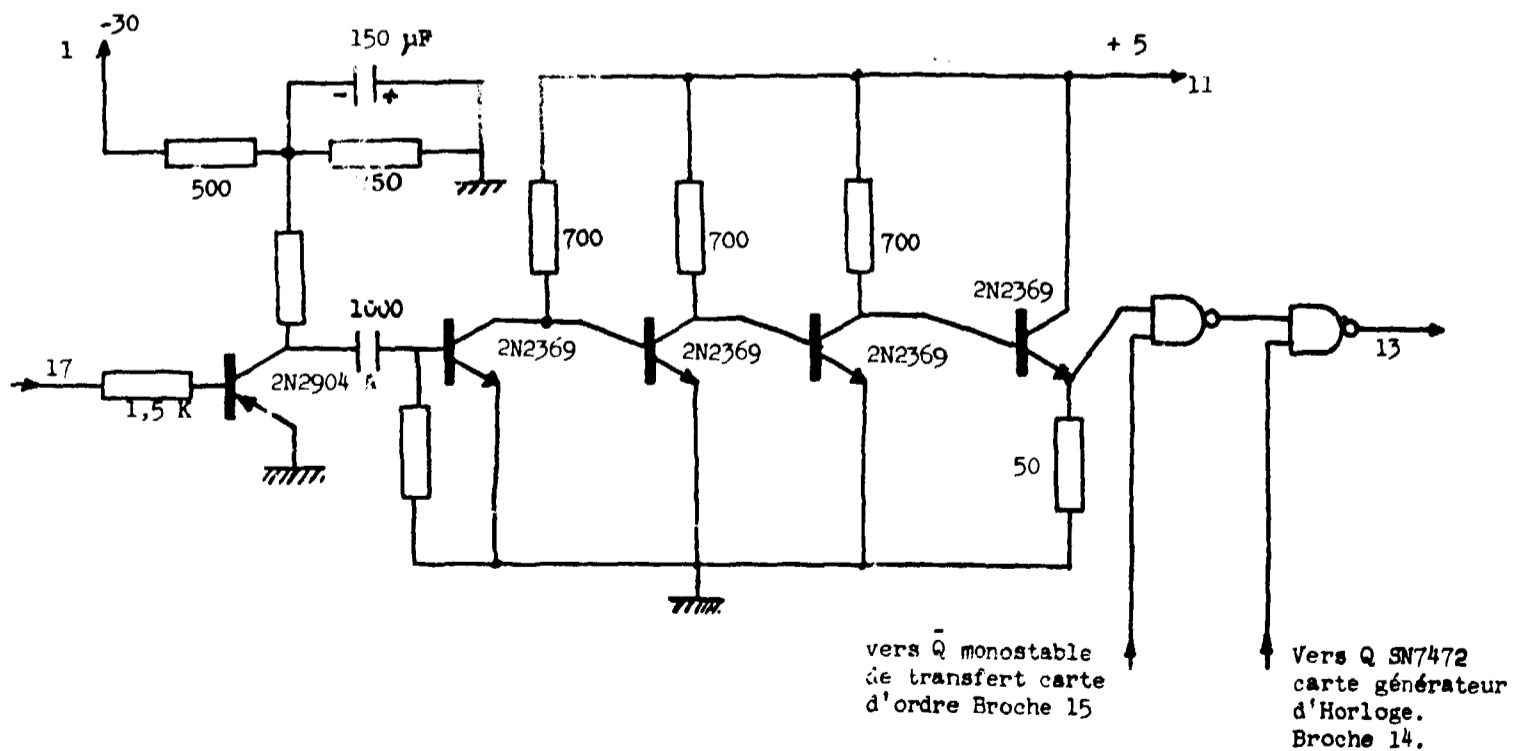 -30
1
150 µF
+ 5
11
500
700
700
700
2N2369
1000
2N2369
2N2369
2N2369
17
2N2904
1,5 K
13
50
vers Q̄ monostable
de transfert carte
d'ordre Broche 15
Vers Q SN7472
carte générateur
d'Horloge.
Broche 14.